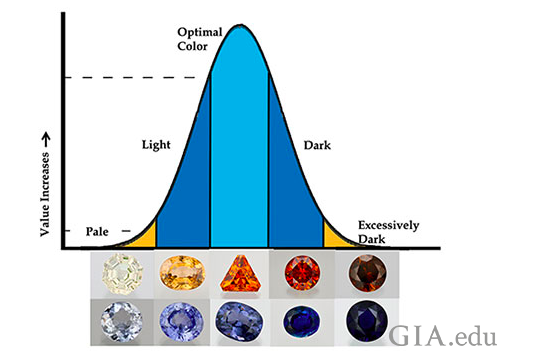 Optimal
Color
Light
Dark
Value Increases →
Pale
Excessively
Dark
GIA.edu